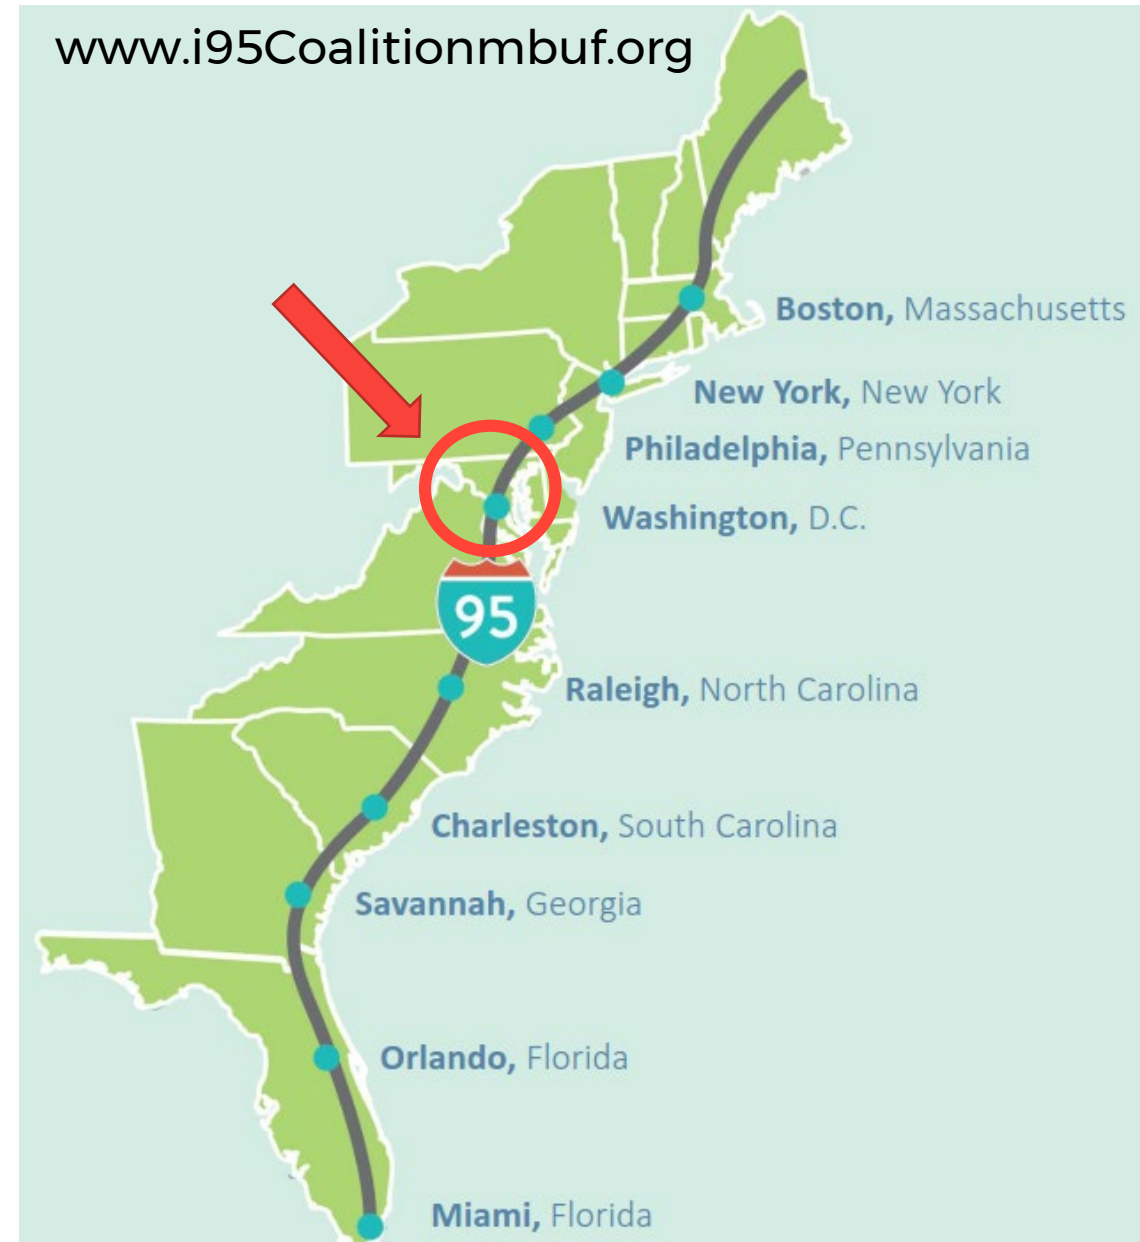 www.i95Coalitionmbuf.org
Boston, Massachusetts
New York, New York
Philadelphia, Pennsylvania
Washington, D.C.
95
Raleigh, North Carolina
Charleston, South Carolina
Savannah, Georgia
Orlando, Florida
Miami, Florida